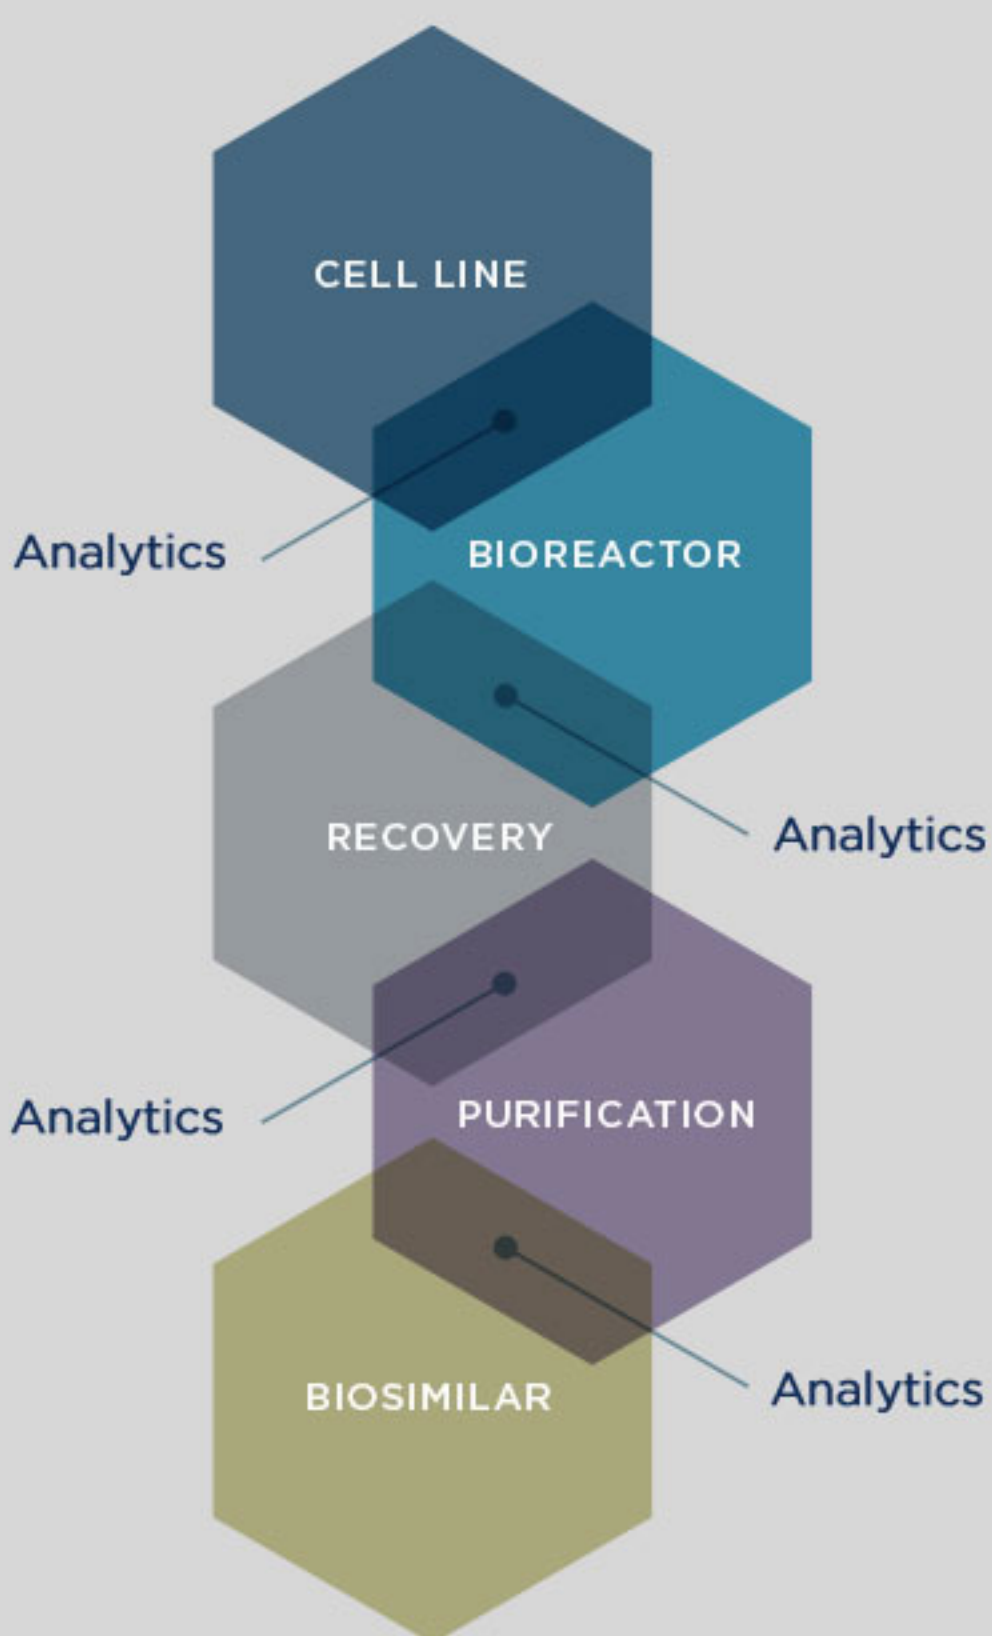 CELL LINE
Analytics
BIOREACTOR
Analytics
RECOVERY
Analytics
PURIFICATION
Analytics
BIOSIMILAR